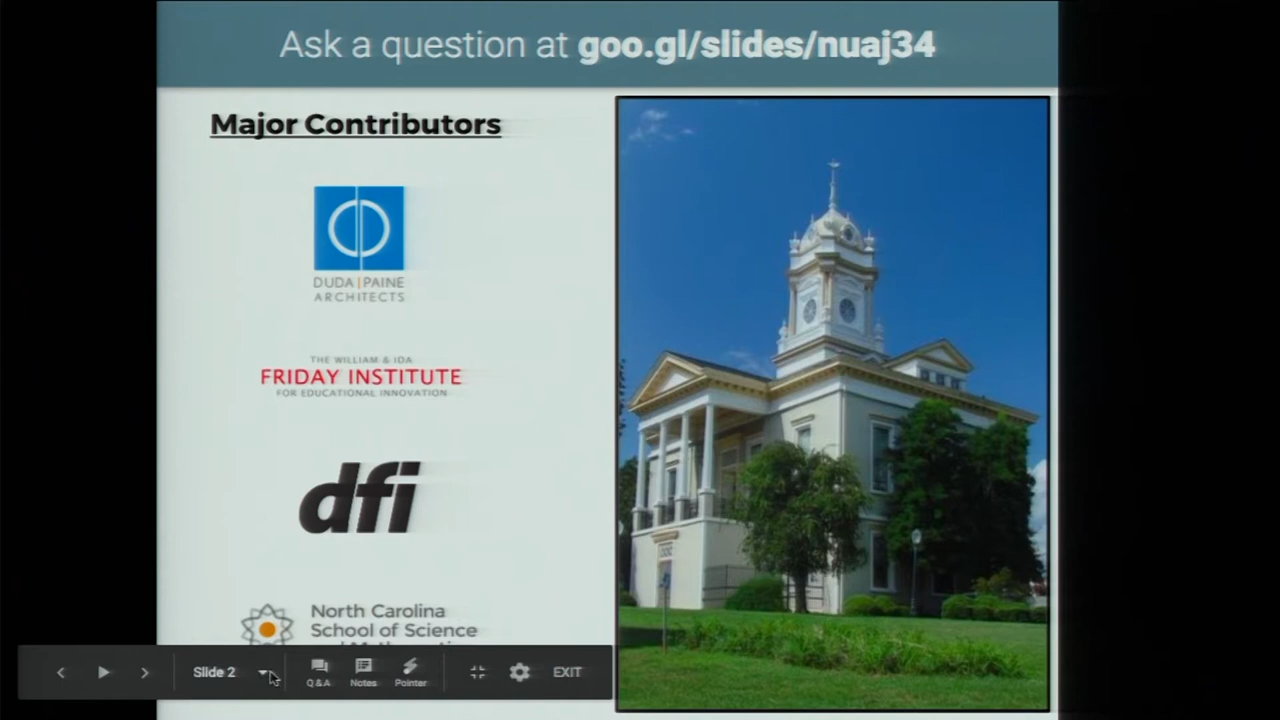 Ask a question at goo.gl/slides/nuaj34
Major Contributors
DUDA|PAINE
ARCHITECTS
THE WILLIAM & IDA
FRIDAY INSTITUTE
FOR EDUCATIONAL INNOVATION
dfi
North Carolina
School of Science
Slide 2
Q&A
Notes
Pointer
EXIT